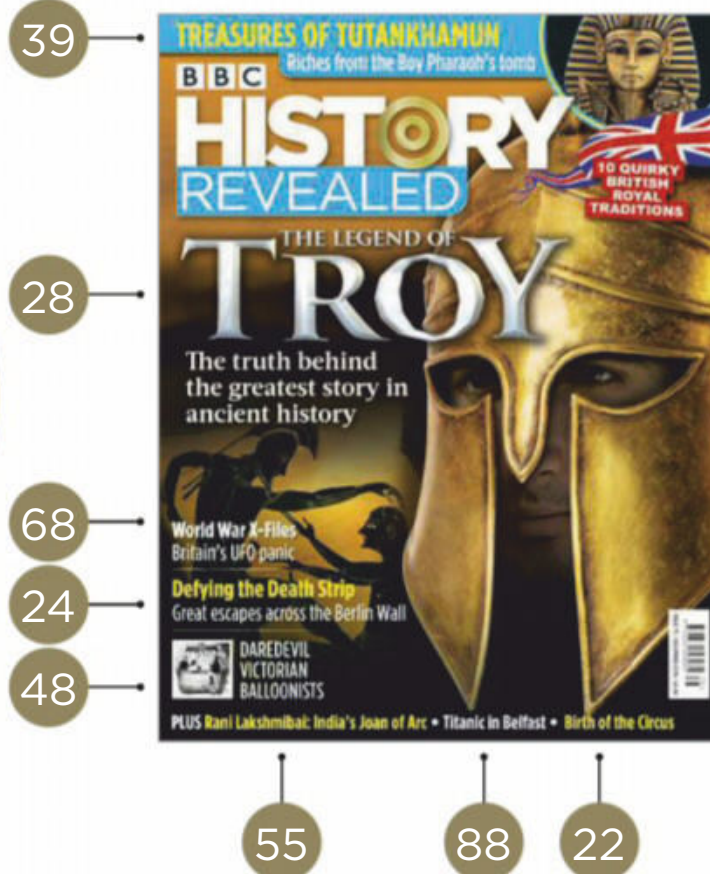 39
TREASURES OF TUTANKHAMUN
Riches from the Boy Pharaoh's tomb
BBC
HISTORY
REVEALED
10 QUIRKY
BRITISH
ROYAL
TRADITIONS
28
THE LEGEND OF
TROY
The truth behind
the greatest story in
ancient history
68
World War X-Files
Britain's UFO panic
24
Defying the Death Strip
Great escapes across the Berlin Wall
48
DAREDEVIL
VICTORIAN
BALLOONISTS
PLUS Rani Lakshmibai: India's Joan of Arc • Titanic in Belfast • Birth of the Circus
55
88
22